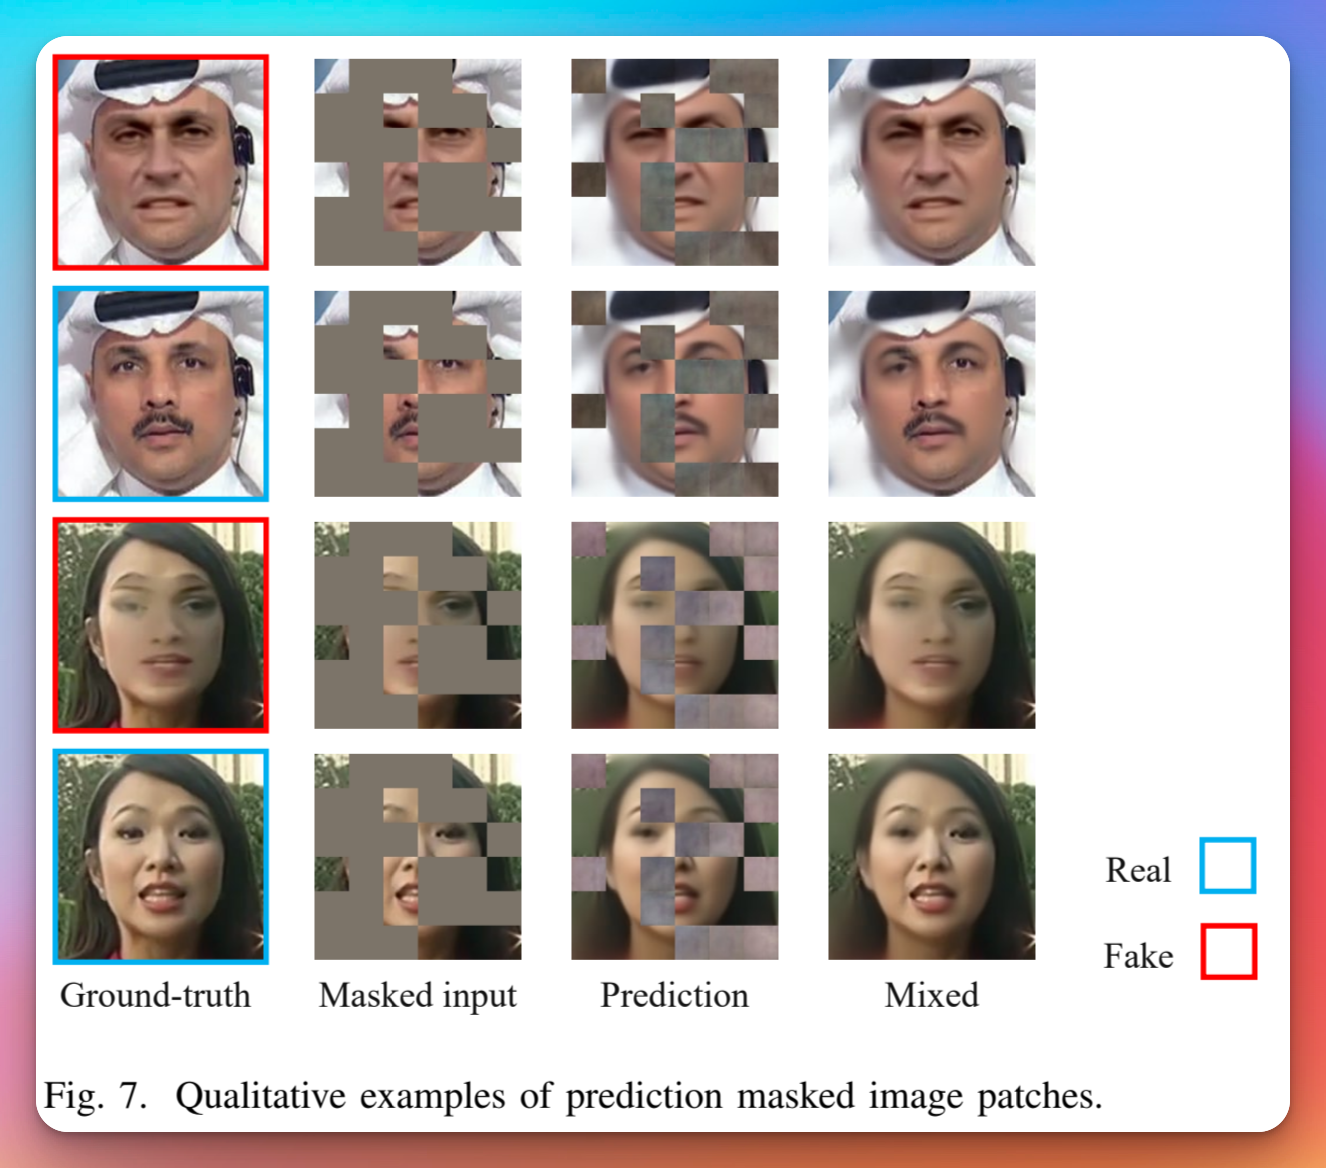 Real
Fake
Ground-truth
Masked input
Prediction
Mixed
Fig. 7. Qualitative examples of prediction masked image patches.